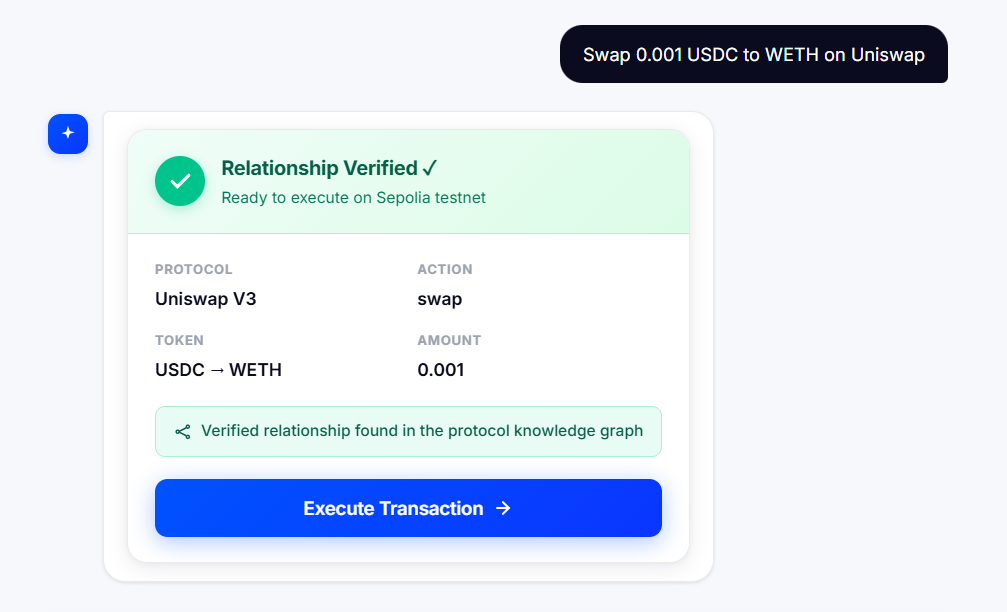 Swap 0.001 USDC to WETH on Uniswap
Relationship Verified ✓
Ready to execute on Sepolia testnet
PROTOCOL
ACTION
Uniswap V3
swap
TOKEN
AMOUNT
USDC → WETH
0.001
Verified relationship found in the protocol knowledge graph
Execute Transaction →